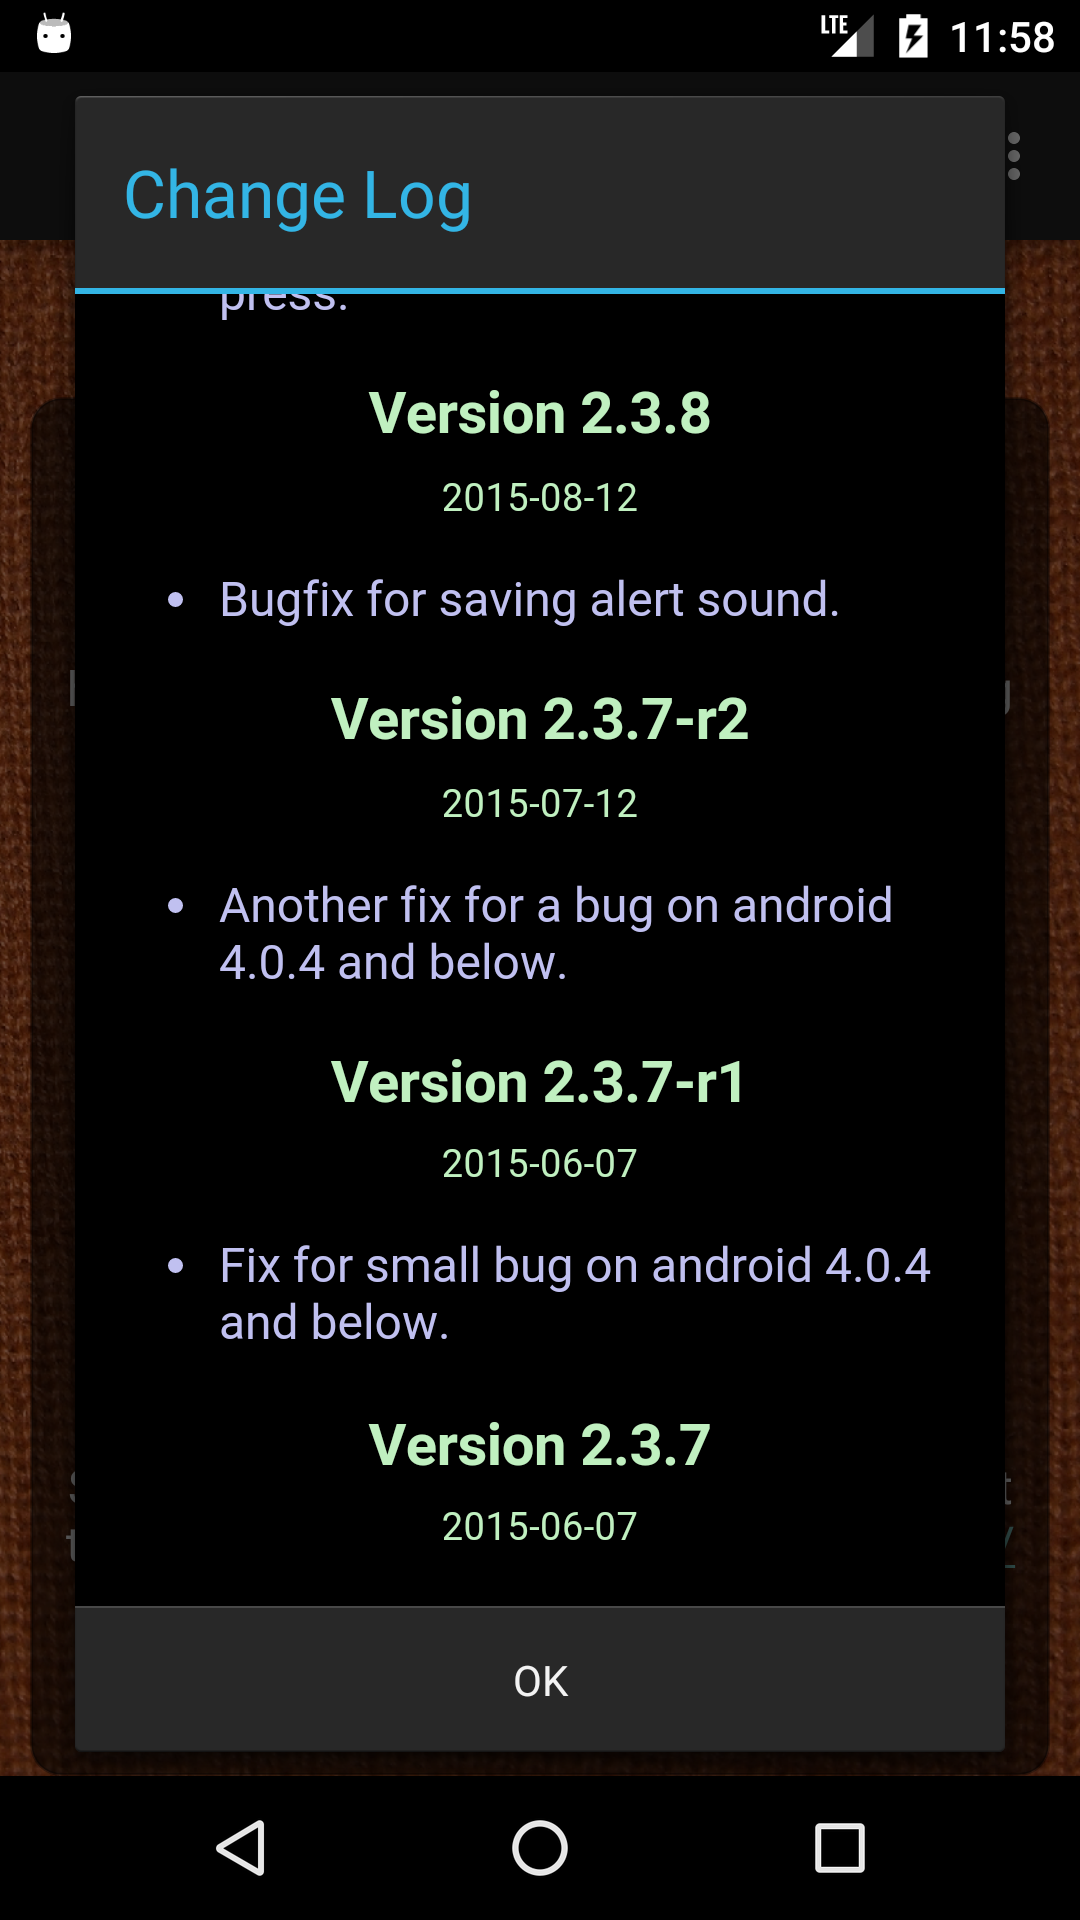 LTE 11:58
Change Log
press.
Version 2.3.8
2015-08-12
• Bugfix for saving alert sound.
Version 2.3.7-r2
2015-07-12
• Another fix for a bug on android
4.0.4 and below.
Version 2.3.7-r1
2015-06-07
• Fix for small bug on android 4.0.4
and below.
Version 2.3.7
2015-06-07
OK